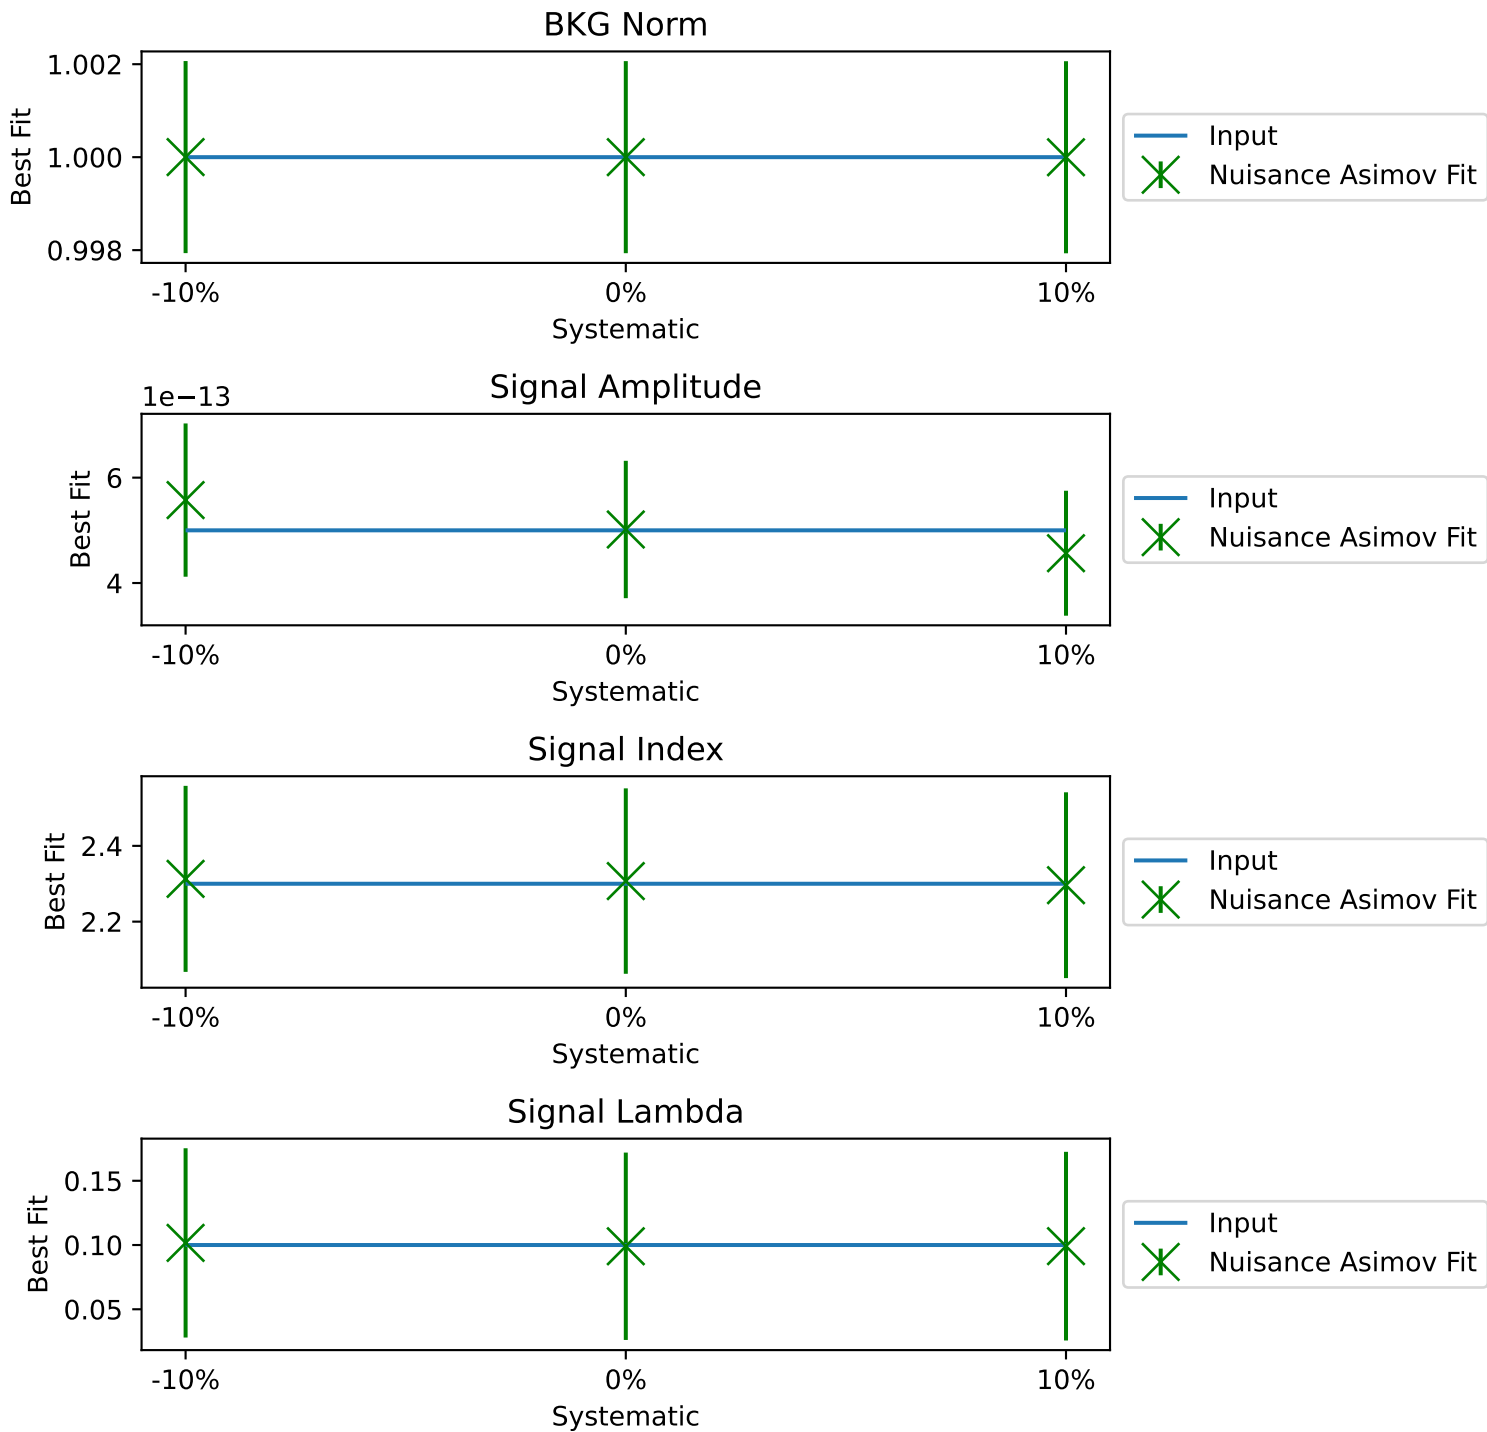 BKG Norm
Best Fit
1.002
1.000
0.998
-10%
0%
10%
Systematic
Input
Nuisance Asimov Fit
Signal Amplitude
1e−13
Best Fit
6
4
-10%
0%
10%
Systematic
Input
Nuisance Asimov Fit
Signal Index
Best Fit
2.4
2.2
-10%
0%
10%
Systematic
Input
Nuisance Asimov Fit
Signal Lambda
Best Fit
0.15
0.10
0.05
-10%
0%
10%
Systematic
Input
Nuisance Asimov Fit